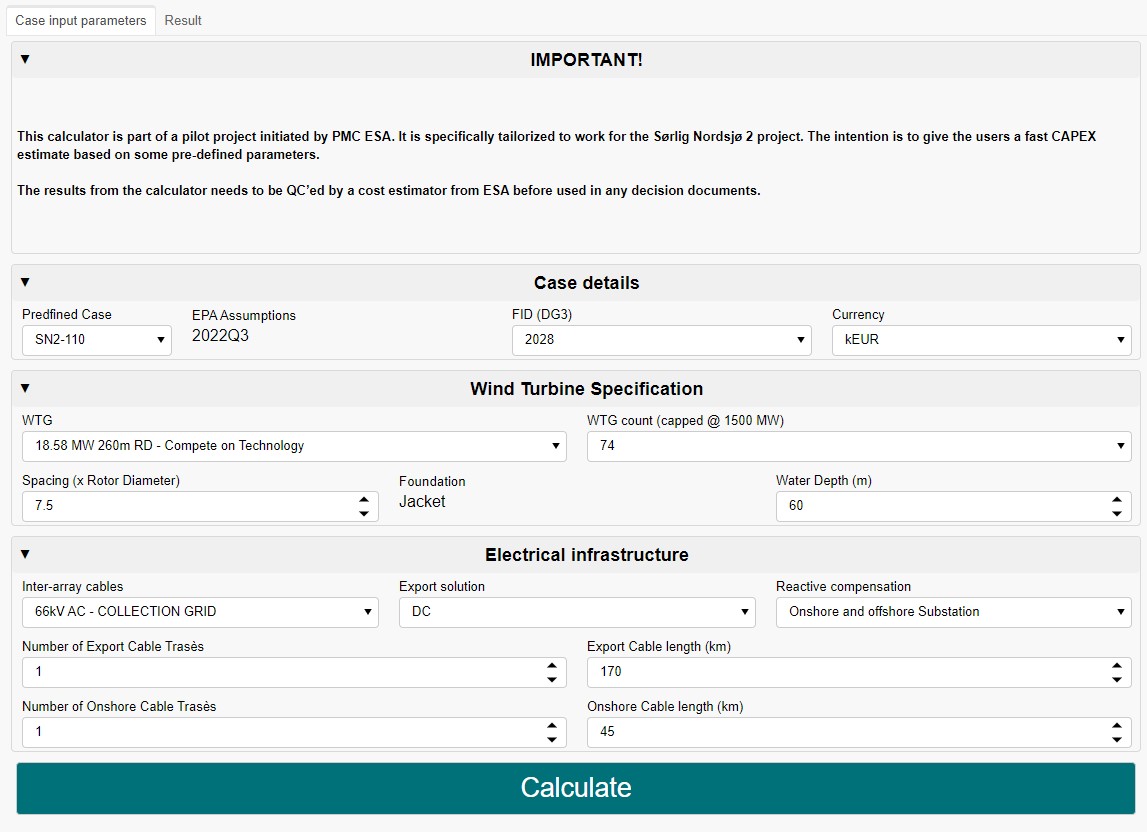 Case input parameters Result
IMPORTANT!
This calculator is part of a pilot project initiated by PMC ESA. It is specifically tailorized to work for the Sørlig Nordsjø 2 project. The intention is to give the users a fast CAPEX
estimate based on some pre-defined parameters.
The results from the calculator needs to be QC'ed by a cost estimator from ESA before used in any decision documents.
Case details
Predfined Case EPA Assumptions FID (DG3) Currency
SN2-110 2022Q3 2028 kEUR
Wind Turbine Specification
WTG WTG count (capped @ 1500 MW)
18.58 MW 260m RD - Compete on Technology 74
Spacing (x Rotor Diameter) Foundation Water Depth (m)
7.5 Jacket 60
Electrical infrastructure
Inter-array cables Export solution Reactive compensation
66kV AC - COLLECTION GRID DC Onshore and offshore Substation
Number of Export Cable Trasès Export Cable length (km)
1 170
Number of Onshore Cable Trasès Onshore Cable length (km)
1 45
Calculate